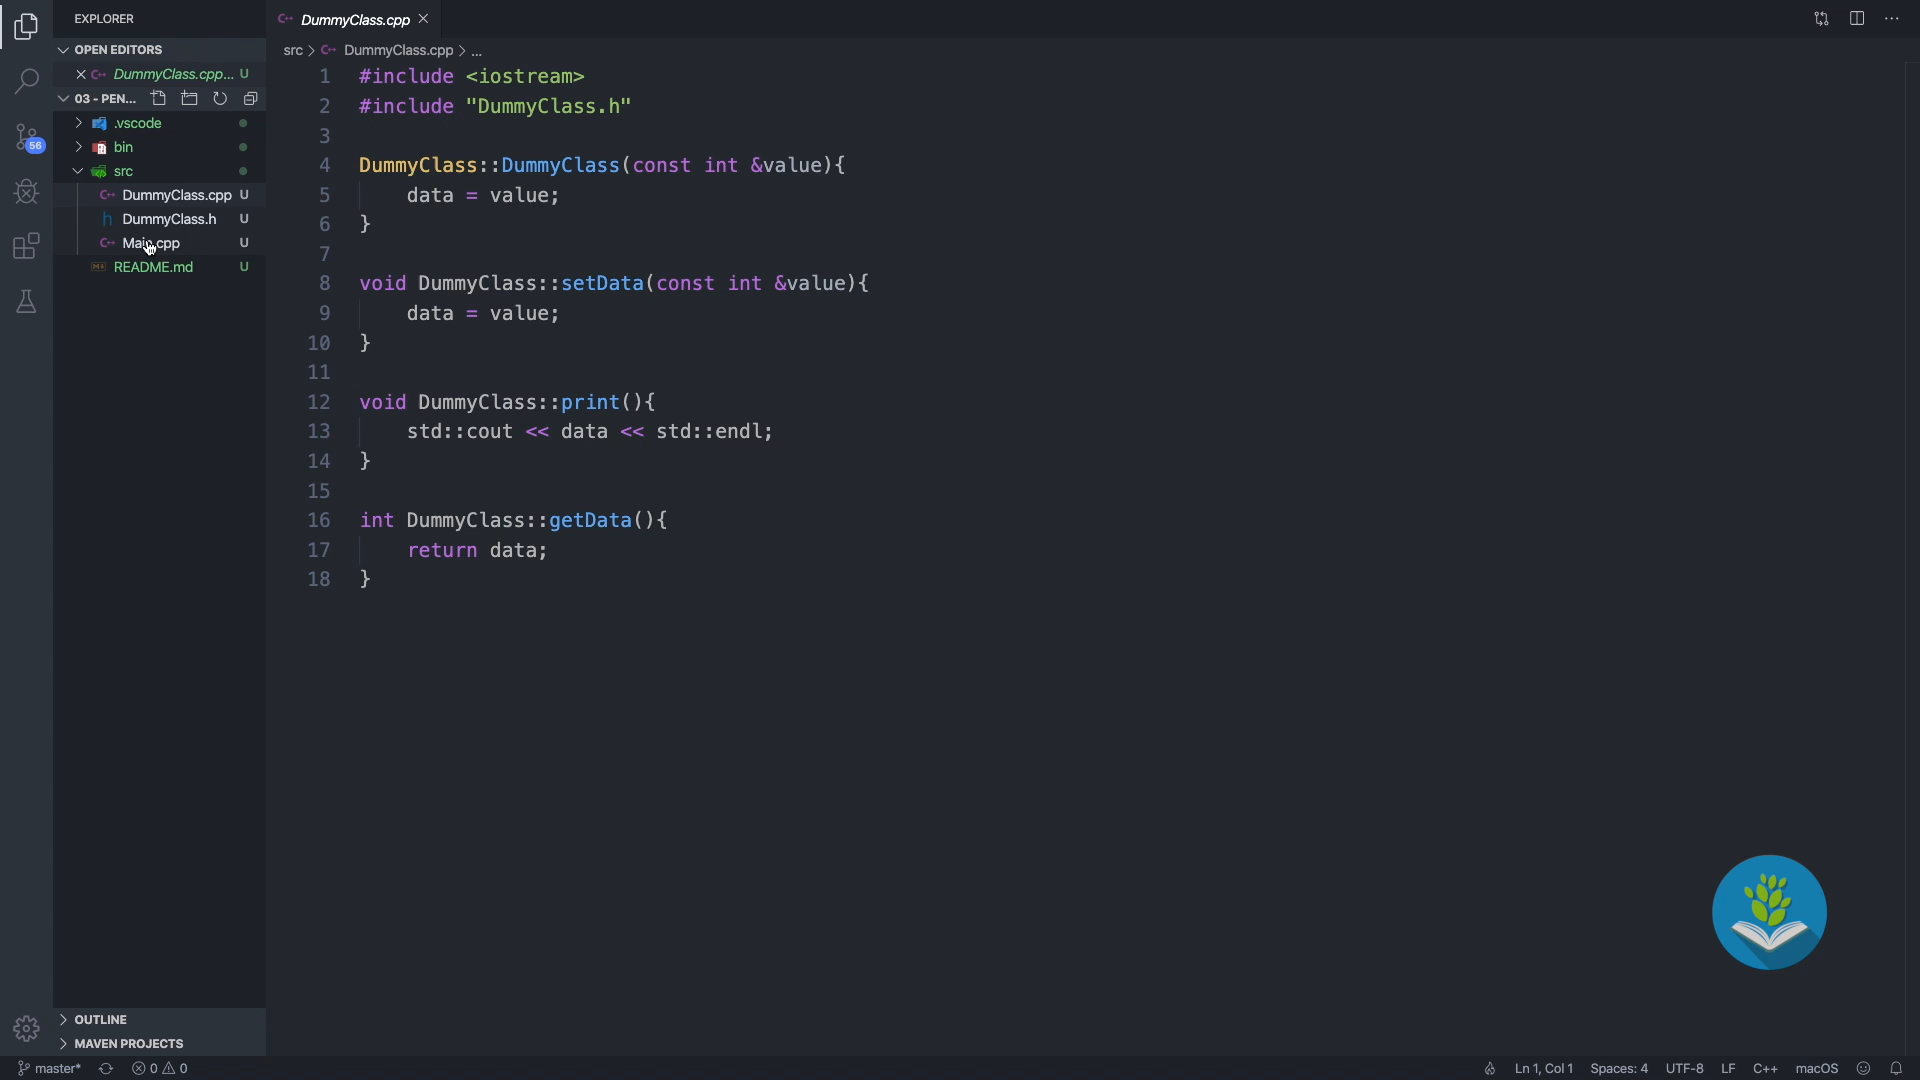 EXPLORER
OPEN EDITORS
DummyClass.cpp... U
03 - PEN...
.vscode
bin
src
DummyClass.cpp U
DummyClass.h U
Main.cpp U
README.md U
OUTLINE
MAVEN PROJECTS
56
DummyClass.cpp
src > DummyClass.cpp > ...
1 #include <iostream>
2 #include "DummyClass.h"
3
4 DummyClass::DummyClass(const int &value){
5     data = value;
6 }
7
8 void DummyClass::setData(const int &value){
9     data = value;
10 }
11
12 void DummyClass::print(){
13     std::cout << data << std::endl;
14 }
15
16 int DummyClass::getData(){
17     return data;
18 }
master* 0 0 Ln 1, Col 1 Spaces: 4 UTF-8 LF C++ macOS